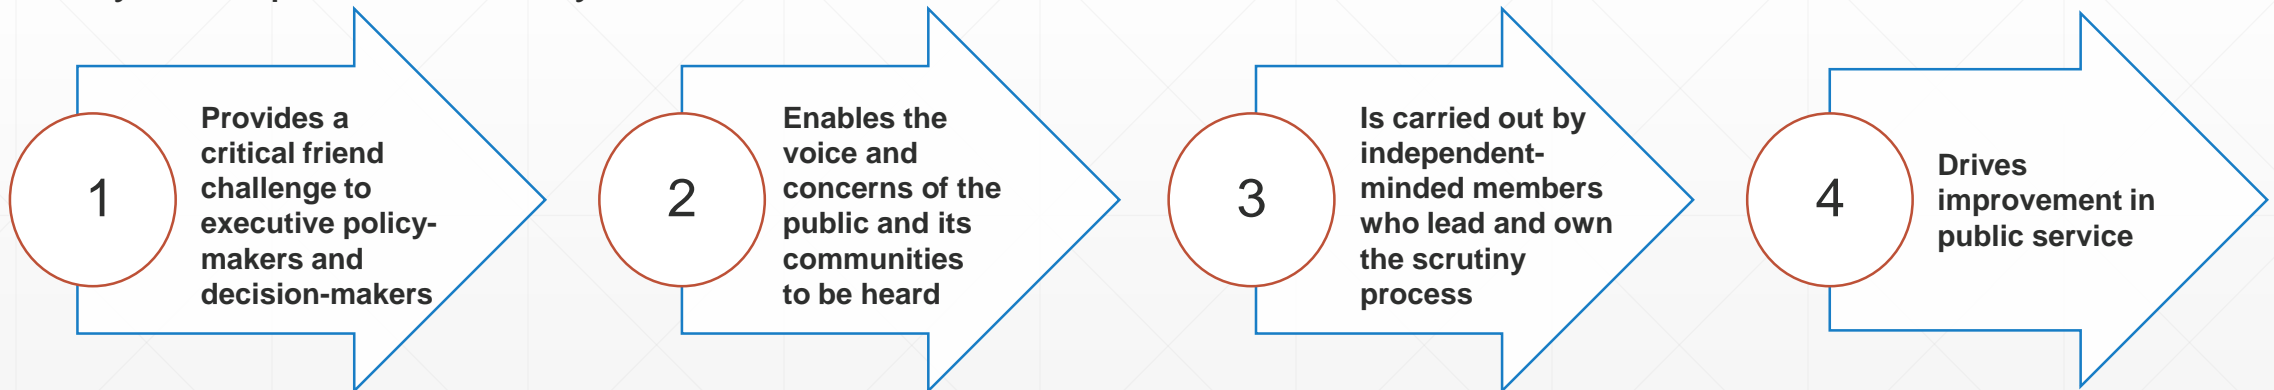 1
Provides a
critical friend
challenge to
executive policy-
makers and
decision-makers
2
Enables the
voice and
concerns of the
public and its
communities
to be heard
3
Is carried out by
independent-
minded members
who lead and own
the scrutiny
process
4
Drives
improvement in
public service